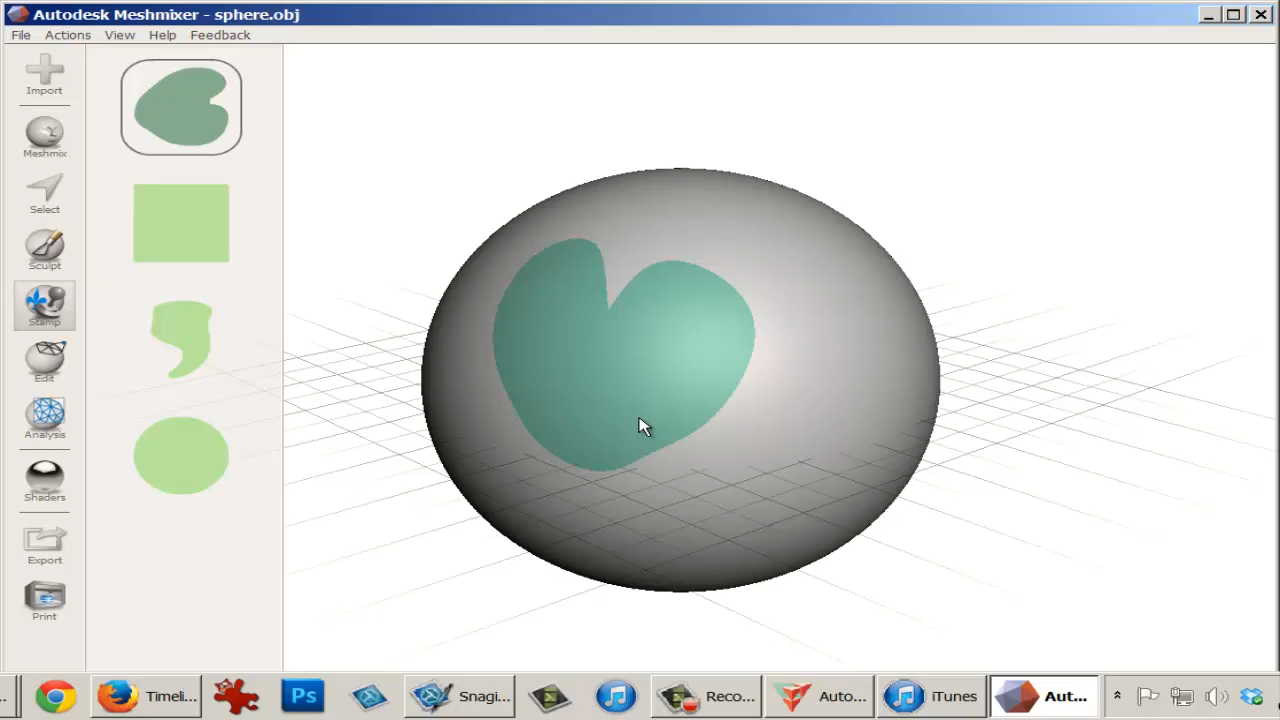 Autodesk Meshmixer - sphere.obj
File Actions View Help Feedback
Import
Meshmix
Select
Sculpt
Stamp
Edit
Analysis
Shaders
Export
Print
... Timeli... Ps Snagi... Reco... Auto... iTunes Aut...